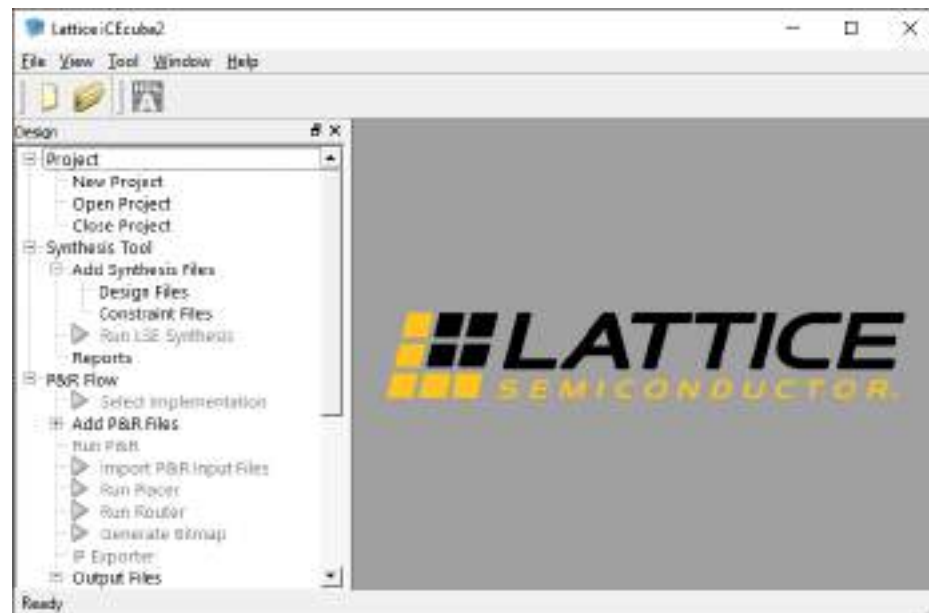 Lattice iCEcube2
File View Tool Window Help
Design
Project
New Project
Open Project
Close Project
Synthesis Tool
Add Synthesis Files
Design Files
Constraint Files
Run LSE Synthesis
Reports
P&R Flow
Select Implementation
Add P&R Files
Run P&R
Import P&R Input Files
Run Placer
Run Router
Generate Bitmap
IP Exporter
Output Files
Ready
LATTICE
SEMICONDUCTOR.